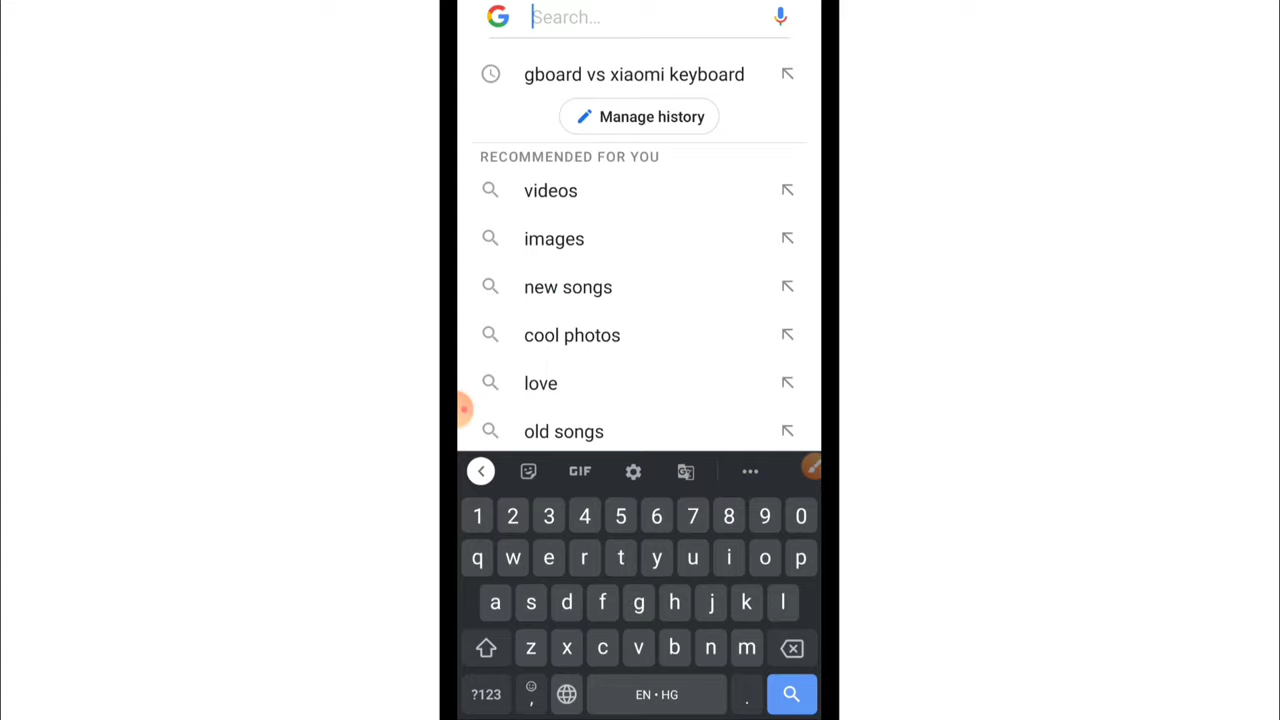 G Search...
gboard vs xiaomi keyboard
Manage history
RECOMMENDED FOR YOU
videos
images
new songs
cool photos
love
old songs
GIF
1 2 3 4 5 6 7 8 9 0
q w e r t y u i o p
a s d f g h j k l
z x c v b n m
?123 , EN • HG .